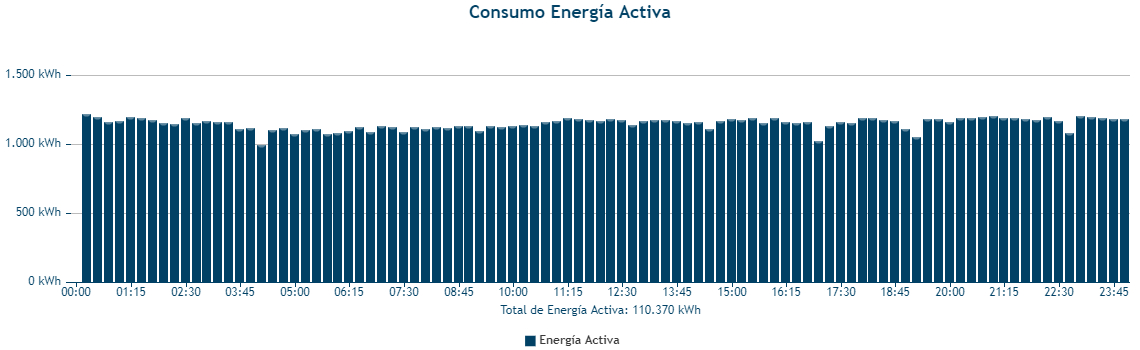 Consumo Energía Activa
1.500 kWh
1.000 kWh
500 kWh
0 kWh
00:00 01:15 02:30 03:45 05:00 06:15 07:30 08:45 10:00 11:15 12:30 13:45 15:00 16:15 17:30 18:45 20:00 21:15 22:30 23:45
Total de Energía Activa: 110.370 kWh
Energía Activa